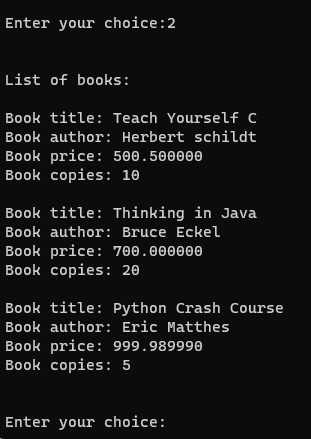 Enter your choice:2
List of books:
Book title: Teach Yourself C
Book author: Herbert schildt
Book price: 500.500000
Book copies: 10
Book title: Thinking in Java
Book author: Bruce Eckel
Book price: 700.000000
Book copies: 20
Book title: Python Crash Course
Book author: Eric Matthes
Book price: 999.989990
Book copies: 5
Enter your choice: